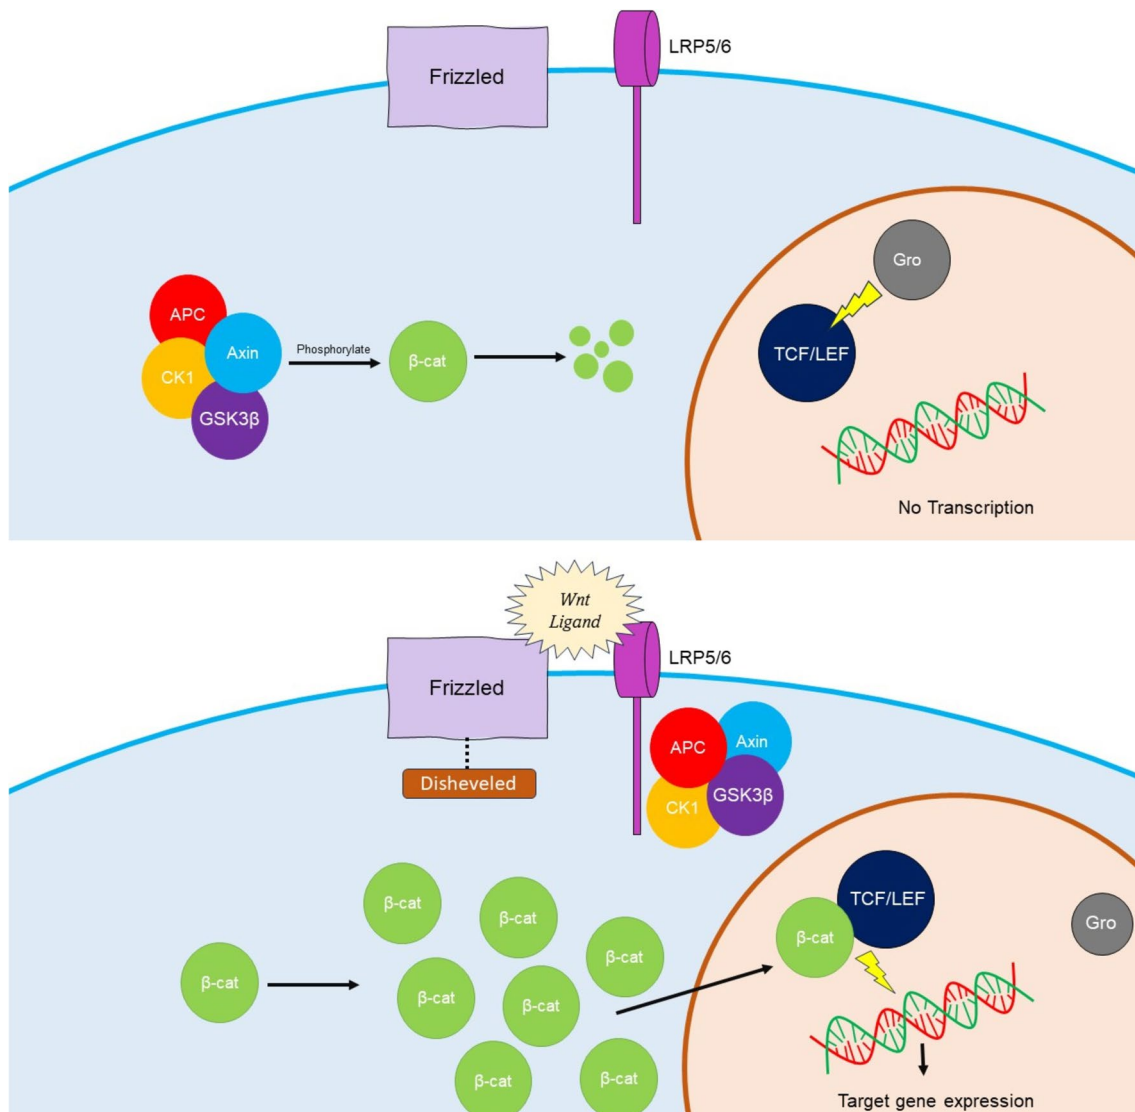 LRP5/6
Frizzled
Gro
APC
Axin
Phosphorylate
β-cat
TCF/LEF
CK1
GSK3β
No Transcription
Wnt
Ligand
LRP5/6
Frizzled
APC
Axin
Disheveled
CK1
GSK3β
β-cat
β-cat
β-cat
β-cat
β-cat
β-cat
β-cat
β-cat
TCF/LEF
β-cat
Gro
Target gene expression